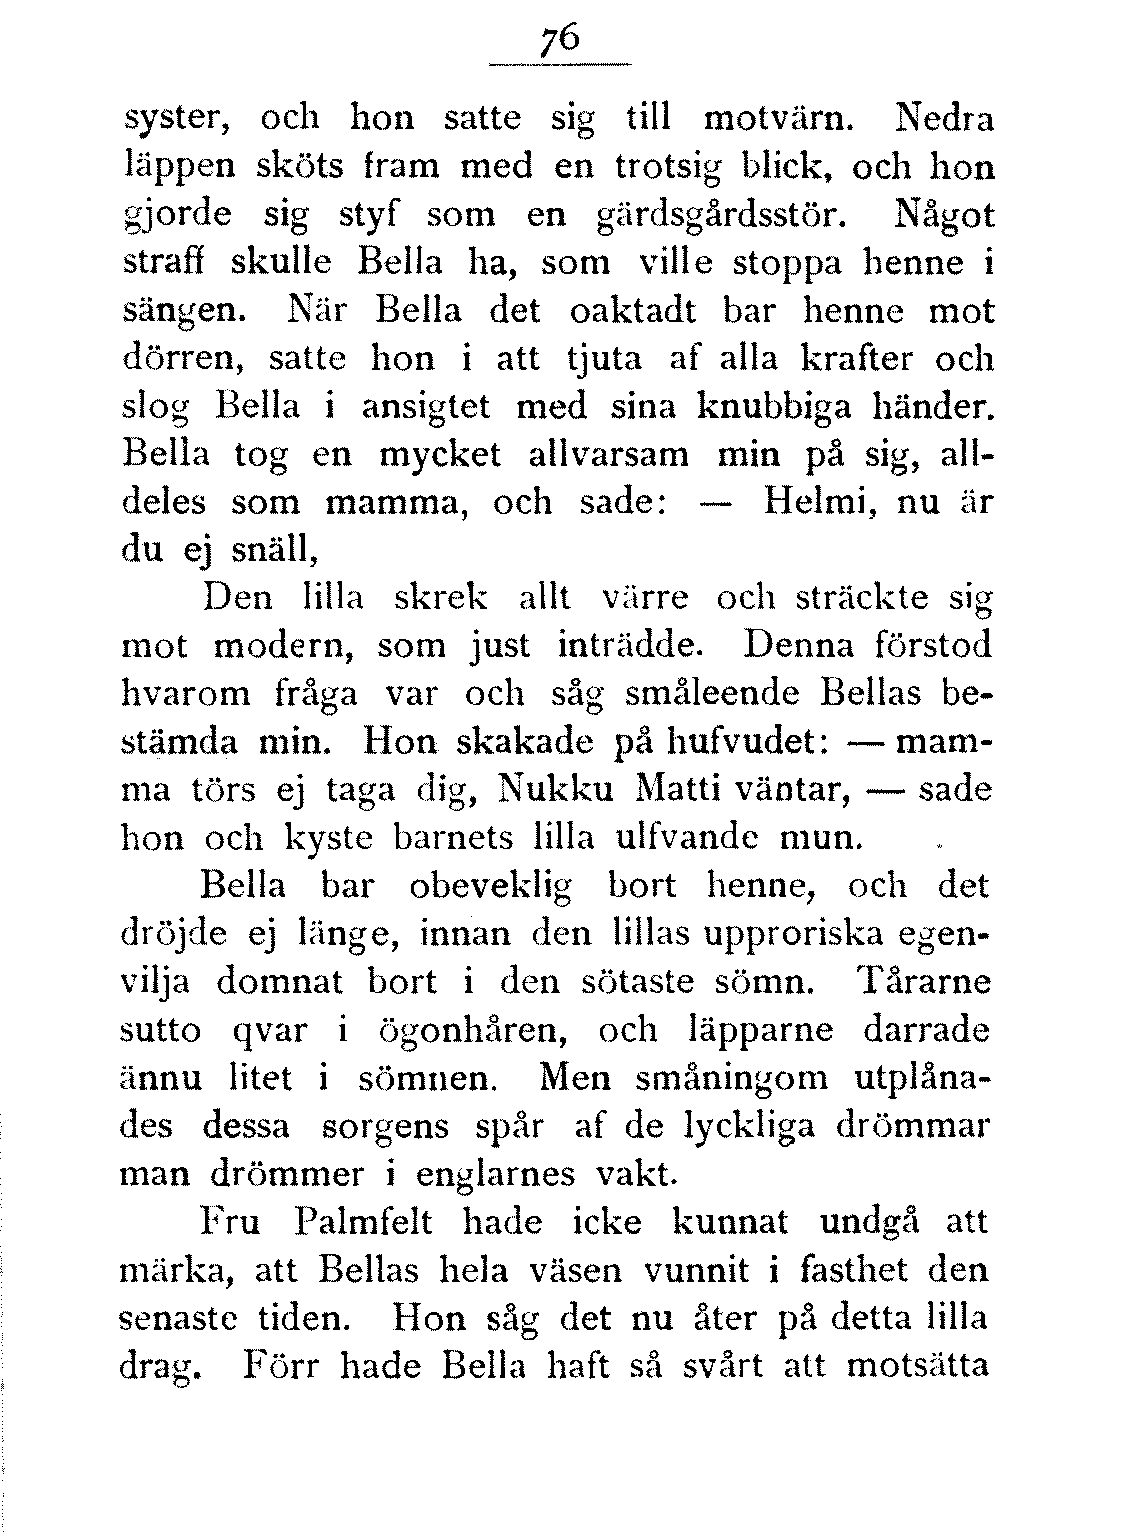 76
syster, och hon satte sig till motvärn. Nedra
läppen sköts fram med en trotsig blick, och hon
gjorde sig styf som en gärdsgårdsstör. Något
straff skulle Bella ha, som ville stoppa henne i
sängen. När Bella det oaktadt bar henne mot
dörren, satte hon i att tjuta af alla krafter och
slog Bella i ansigtet med sina knubbiga händer.
Bella tog en mycket allvarsam min på sig, all-
deles som mamma, och sade: — Helmi, nu är
du ej snäll,
Den lilla skrek allt värre och sträckte sig
mot modern, som just inträdde. Denna förstod
hvarom fråga var och såg småleende Bellas be-
stämda min. Hon skakade på hufvudet: — mam-
ma törs ej taga dig, Nukku Matti väntar, — sade
hon och kyste barnets lilla ulfvande mun.
Bella bar obeveklig bort henne, och det
dröjde ej länge, innan den lillas upproriska egen-
vilja domnat bort i den sötaste sömn. Tårarne
sutto qvar i ögonhåren, och läpparne darrade
ännu litet i sömnen. Men småningom utplåna-
des dessa sorgens spår af de lyckliga drömmar
man drömmer i englarnes vakt.
Fru Palmfelt hade icke kunnat undgå att
märka, att Bellas hela väsen vunnit i fasthet den
senaste tiden. Hon såg det nu åter på detta lilla
drag. Förr hade Bella haft så svårt att motsätta